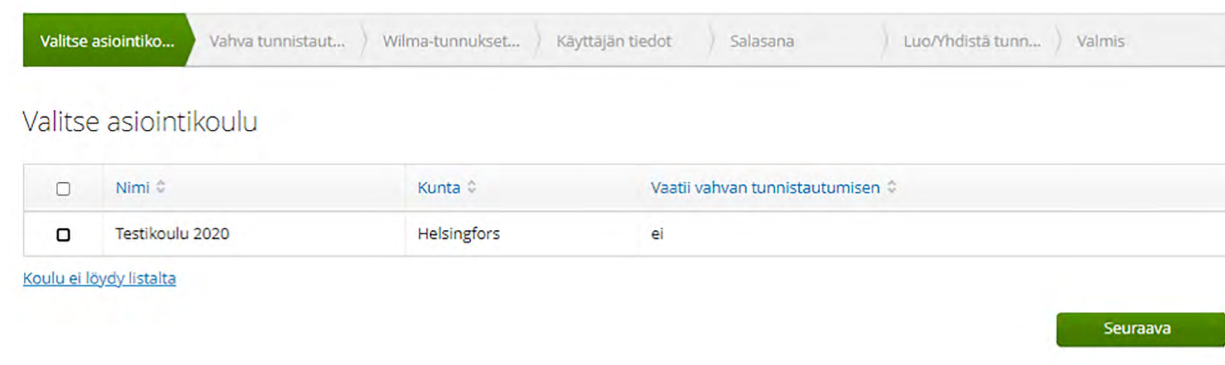 Valitse asiointiko... Vahva tunnistaut... Wilma-tunnukset... Käyttäjän tiedot Salasana Luo/Yhdistä tunn... Valmis
Valitse asiointikoulu
Nimi Kunta Vaatii vahvan tunnistautumisen
Testikoulu 2020 Helsingfors ei
Koulu ei löydy listalta
Seuraava